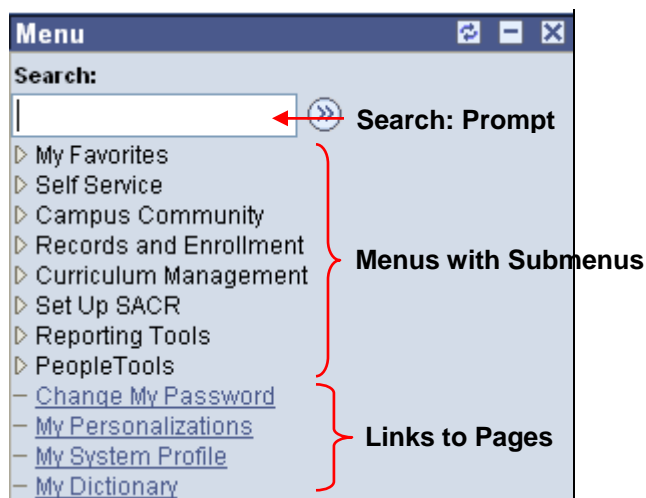 Menu
Search:
Search: Prompt
My Favorites
Self Service
Campus Community
Records and Enrollment
Curriculum Management
Set Up SACR
Reporting Tools
PeopleTools
Menus with Submenus
Change My Password
My Personalizations
My System Profile
My Dictionary
Links to Pages